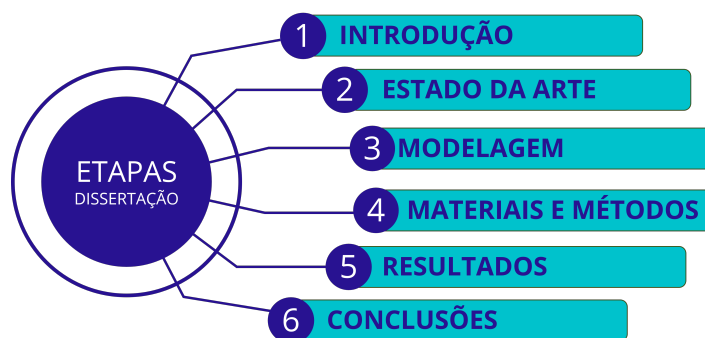 ETAPAS
DISSERTAÇÃO
1 INTRODUÇÃO
2 ESTADO DA ARTE
3 MODELAGEM
4 MATERIAIS E MÉTODOS
5 RESULTADOS
6 CONCLUSÕES